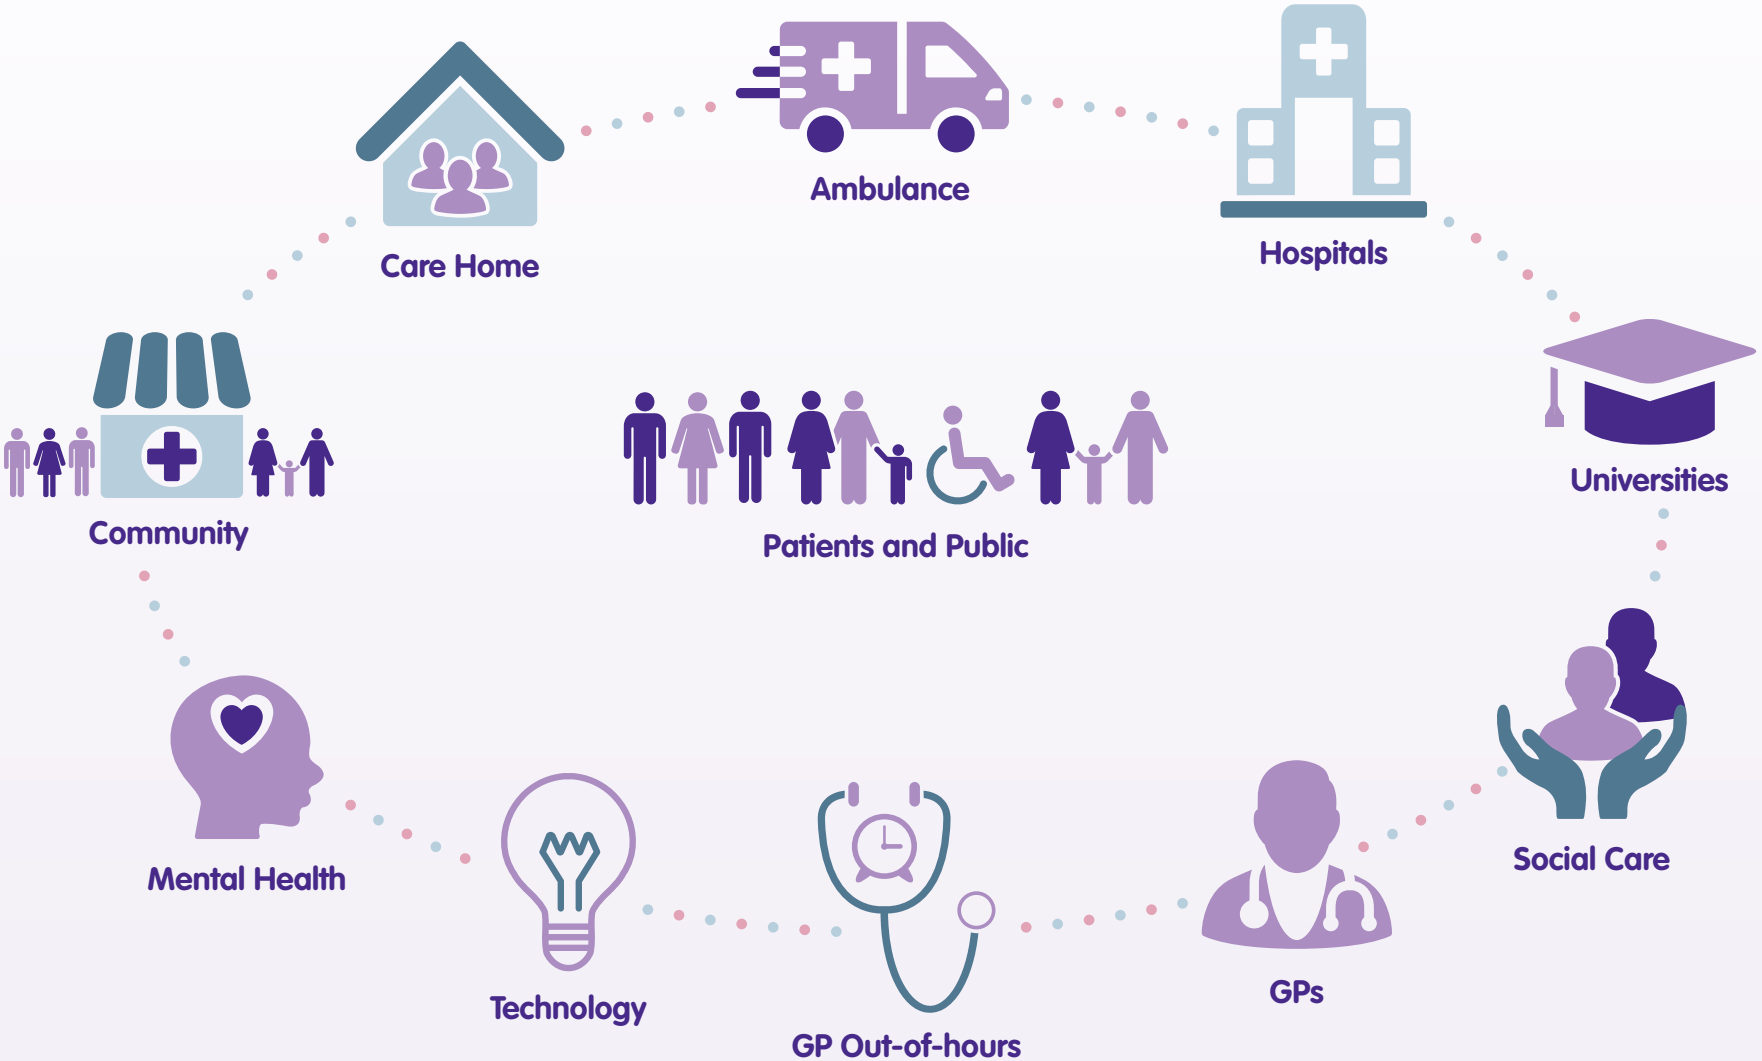 Ambulance
Care Home
Hospitals
Universities
Community
Patients and Public
Mental Health
Social Care
Technology
GPs
GP Out-of-hours